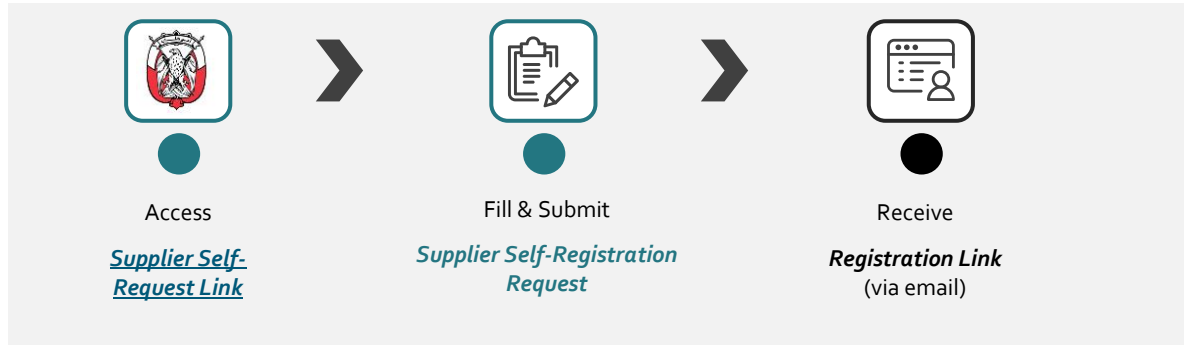 Access
Supplier Self-
Request Link
Fill & Submit
Supplier Self-Registration
Request
Receive
Registration Link
(via email)